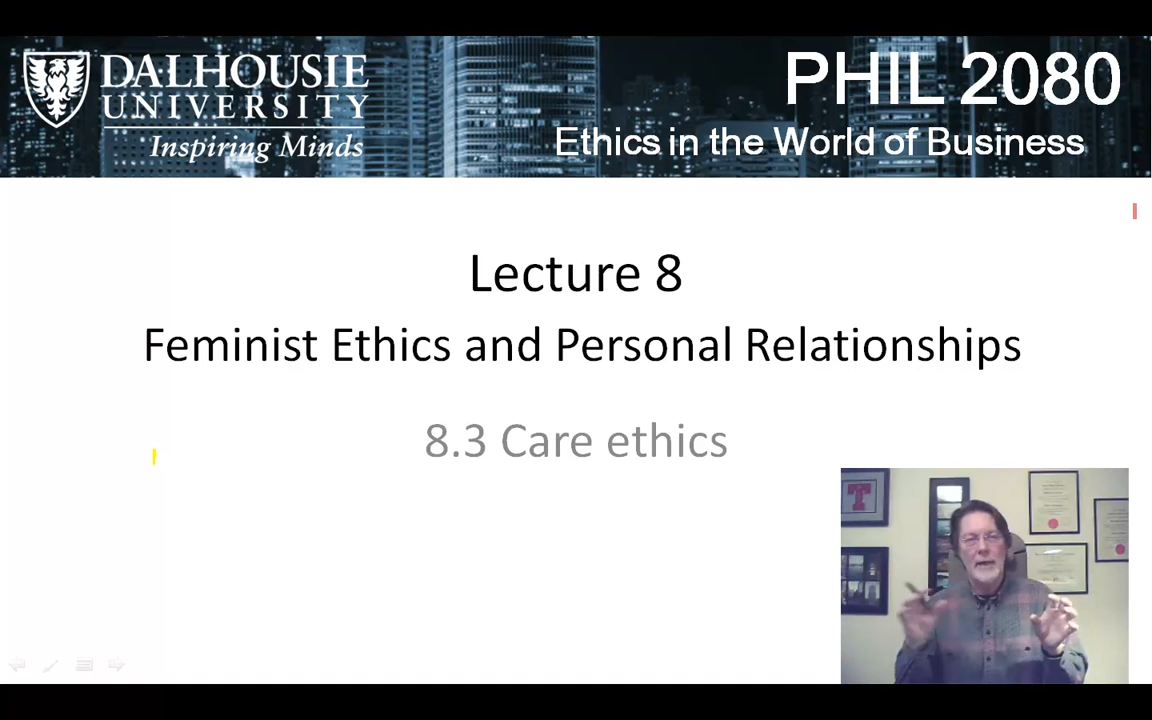 DALHOUSIE
UNIVERSITY
Inspiring Minds
PHIL 2080
Ethics in the World of Business
Lecture 8
Feminist Ethics and Personal Relationships
8.3 Care ethics
T